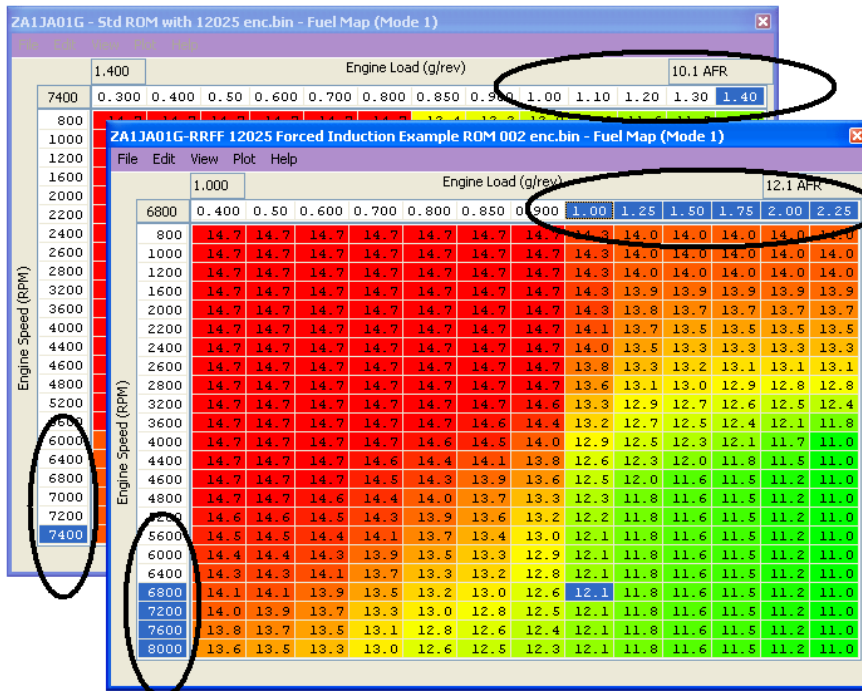 ZA1JA01G - Std ROM with 12025 enc.bin - Fuel Map (Mode 1)
File Edit View Plot Help
1.400 Engine Load (g/rev) 10.1 AFR
7400 0.300 0.400 0.50 0.600 0.700 0.800 0.850 0.900 1.00 1.10 1.20 1.30 1.40
800
1000
1200
1600
2000
2200
2400
2600
2800
3200
3600
4000
4400
4600
4800
5200
5600
6000
6400
6800
7000
7200
7400
Engine Speed (RPM)
ZA1JA01G-RRFF 12025 Forced Induction Example ROM 002 enc.bin - Fuel Map (Mode 1)
File Edit View Plot Help
1.000 Engine Load (g/rev) 12.1 AFR
6800 0.400 0.50 0.600 0.700 0.800 0.850 0.900 1.00 1.25 1.50 1.75 2.00 2.25
800 14.7 14.7 14.7 14.7 14.7 14.7 14.7 14.3 14.0 14.0 14.0 14.0 14.0
1000 14.7 14.7 14.7 14.7 14.7 14.7 14.7 14.3 14.0 14.0 14.0 14.0 14.0
1200 14.7 14.7 14.7 14.7 14.7 14.7 14.7 14.3 14.0 14.0 14.0 14.0 14.0
1600 14.7 14.7 14.7 14.7 14.7 14.7 14.7 14.3 13.9 13.9 13.9 13.9 13.9
2000 14.7 14.7 14.7 14.7 14.7 14.7 14.7 14.3 13.8 13.7 13.7 13.7 13.7
2200 14.7 14.7 14.7 14.7 14.7 14.7 14.7 14.1 13.7 13.5 13.5 13.5 13.5
2400 14.7 14.7 14.7 14.7 14.7 14.7 14.7 14.0 13.5 13.3 13.3 13.3 13.3
2600 14.7 14.7 14.7 14.7 14.7 14.7 14.7 13.8 13.3 13.2 13.1 13.1 13.1
2800 14.7 14.7 14.7 14.7 14.7 14.7 14.7 13.6 13.1 13.0 12.9 12.8 12.8
3200 14.7 14.7 14.7 14.7 14.7 14.7 14.6 13.3 12.9 12.7 12.6 12.5 12.4
3600 14.7 14.7 14.7 14.7 14.7 14.6 14.4 13.2 12.7 12.5 12.4 12.1 11.8
4000 14.7 14.7 14.7 14.7 14.6 14.5 14.0 12.9 12.5 12.3 12.1 11.7 11.0
4400 14.7 14.7 14.7 14.6 14.4 14.1 13.8 12.6 12.3 12.0 11.8 11.5 11.0
4600 14.7 14.7 14.7 14.5 14.3 13.9 13.6 12.5 12.0 11.6 11.5 11.2 11.0
4800 14.7 14.7 14.6 14.4 14.0 13.7 13.3 12.3 11.8 11.6 11.5 11.2 11.0
5200 14.6 14.6 14.5 14.3 13.9 13.6 13.2 12.2 11.8 11.6 11.5 11.2 11.0
5600 14.5 14.5 14.4 14.1 13.7 13.4 13.0 12.1 11.8 11.6 11.5 11.2 11.0
6000 14.4 14.4 14.3 13.9 13.5 13.3 12.9 12.1 11.8 11.6 11.5 11.2 11.0
6400 14.3 14.3 14.1 13.7 13.3 13.2 12.8 12.1 11.8 11.6 11.5 11.2 11.0
6800 14.1 14.1 13.9 13.5 13.2 13.0 12.6 12.1 11.8 11.6 11.5 11.2 11.0
7200 14.0 13.9 13.7 13.3 13.0 12.8 12.5 12.1 11.8 11.6 11.5 11.2 11.0
7600 13.8 13.7 13.5 13.1 12.8 12.6 12.4 12.1 11.8 11.6 11.5 11.2 11.0
8000 13.6 13.5 13.3 13.0 12.6 12.5 12.3 12.1 11.8 11.6 11.5 11.2 11.0
Engine Speed (RPM)